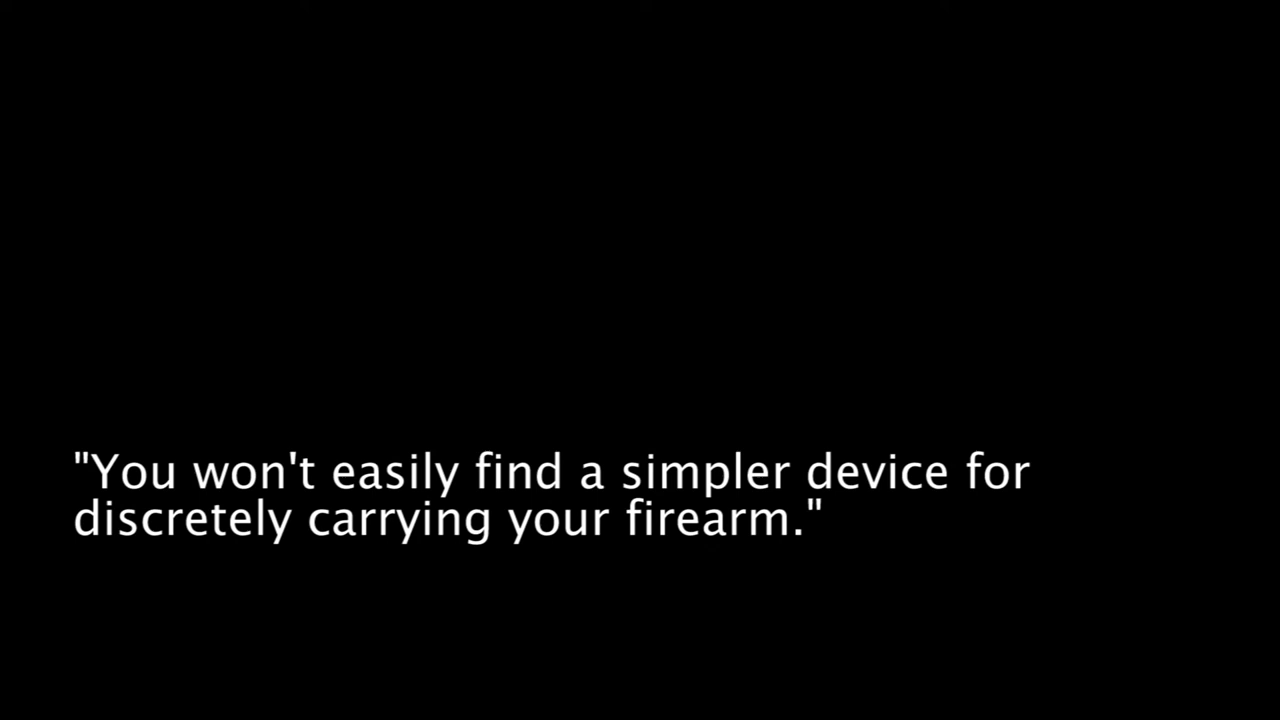 "You won't easily find a simpler device for
discretely carrying your firearm."